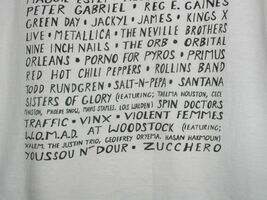 PETER GABRIEL • REG E. GAINES
GREEN DAY • JACKYL • JAMES • KINGS X
LIVE • METALLICA • THE NEVILLE BROTHERS
NINE INCH NAILS • THE ORB • ORBITAL
ORLEANS • PORNO FOR PYROS • PRIMUS
RED HOT CHILI PEPPERS • ROLLINS BAND
TODD RUNDGREN • SALT-N-PEPA • SANTANA
SISTERS OF GLORY (FEATURING; THELMA HOUSTON, CECE
PENISTON, PHOEBE SNOW, MAVIS STAPLES, LOIS WALDEN) SPIN DOCTORS
TRAFFIC • VINX • VIOLENT FEMMES
W.O.M.A.D. AT WOODSTOCK (FEATURING;
XALAM, THE JUSTIN TRIO, GEOFFREY ORYEMA, HASAN HAKMOUN)
YOUSSOU N'DOUR • ZUCCHERO